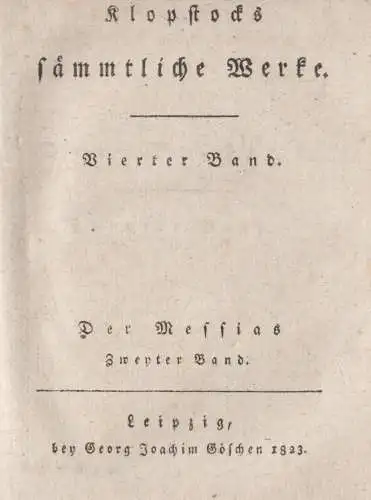 Klopstocks
sämmtliche Werke.
Vierter Band.
Der Messias
Zweyter Band.
Leipzig,
bey Georg Joachim Göschen 1823.